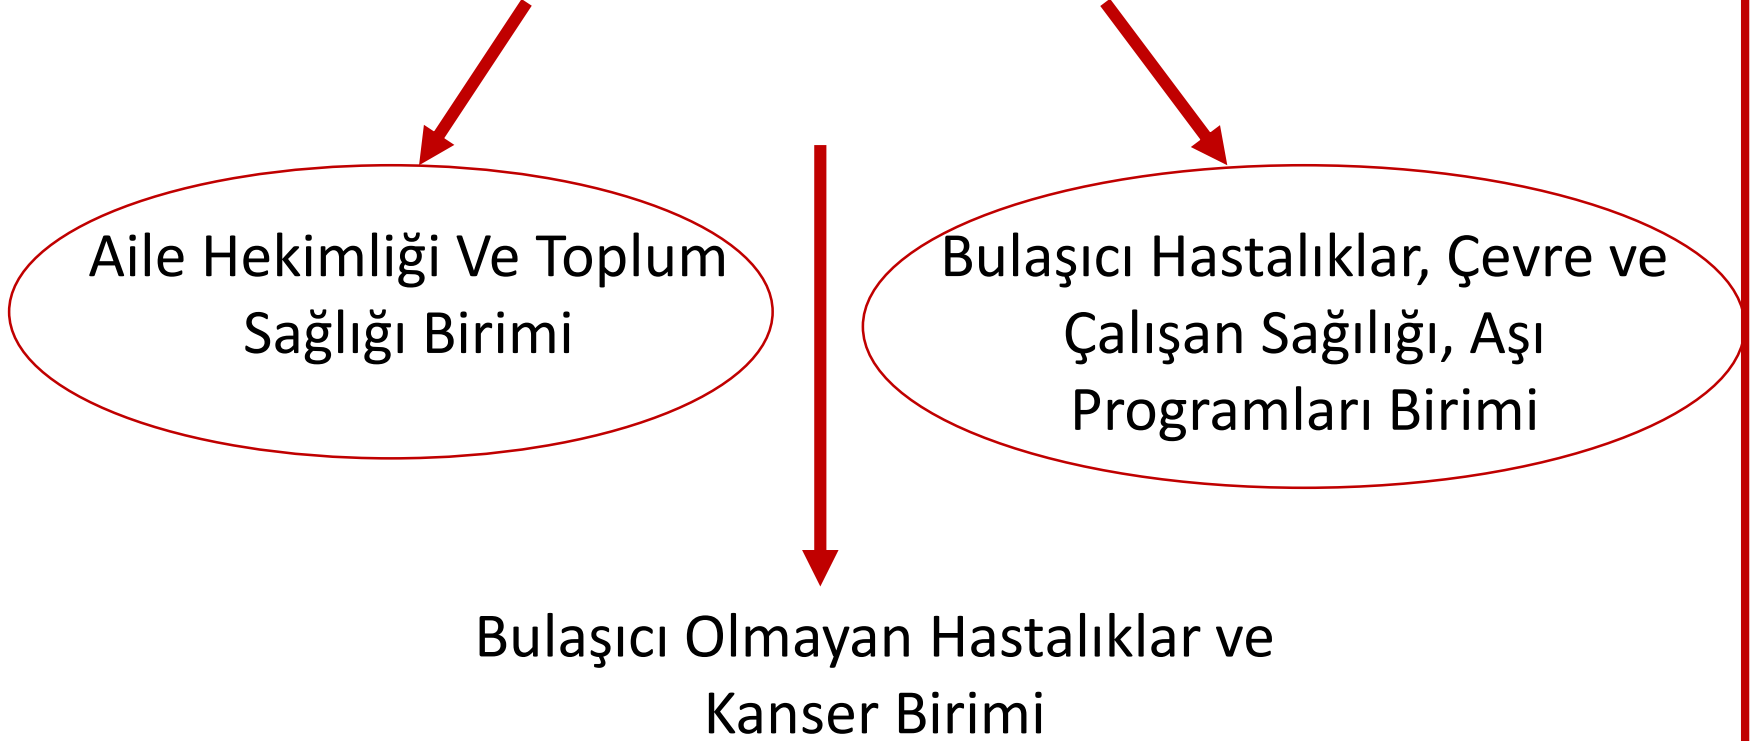 Aile Hekimliği Ve Toplum
Sağlığı Birimi
Bulaşıcı Hastalıklar, Çevre ve
Çalışan Sağılığı, Aşı
Programları Birimi
Bulaşıcı Olmayan Hastalıklar ve
Kanser Birimi